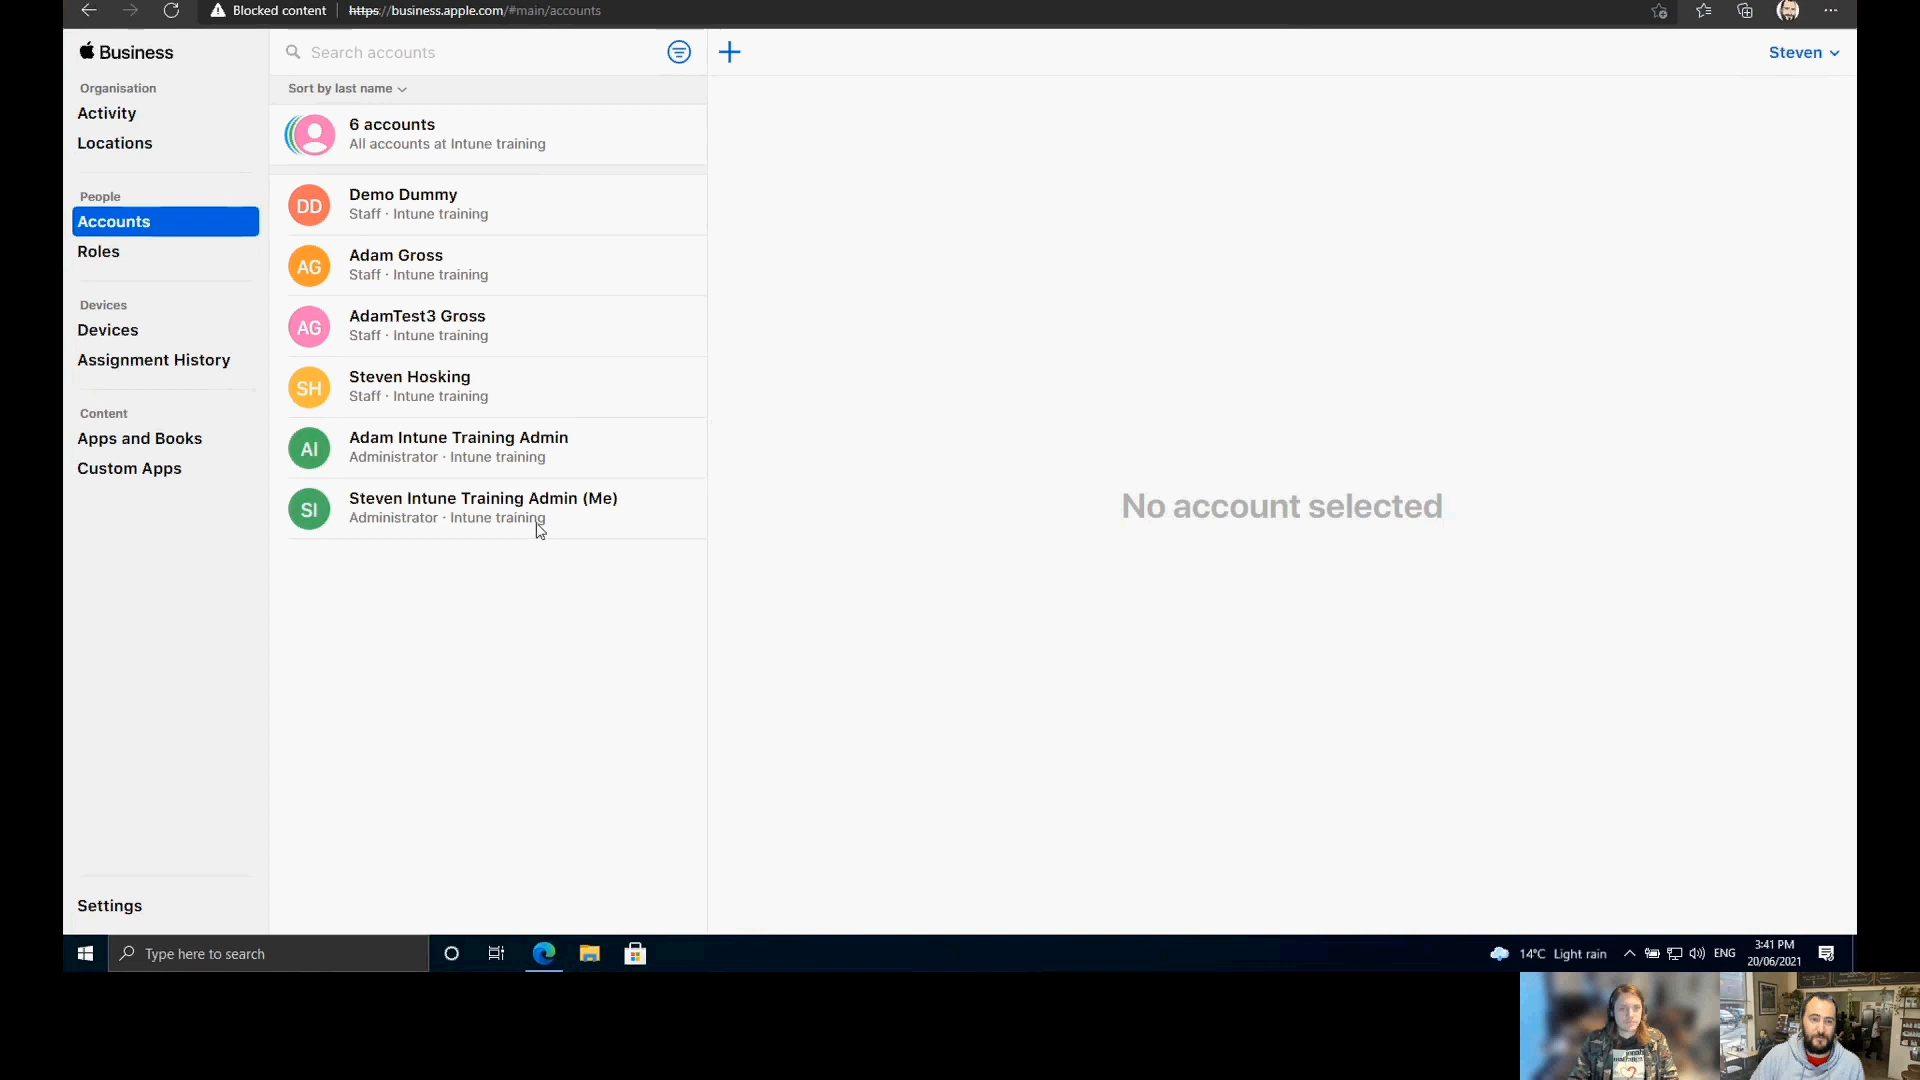 Blocked content
https://business.apple.com/#main/accounts
Business
Organisation
Activity
Locations
People
Accounts
Roles
Devices
Devices
Assignment History
Content
Apps and Books
Custom Apps
Settings
Search accounts
Sort by last name
6 accounts
All accounts at Intune training
DD
Demo Dummy
Staff · Intune training
AG
Adam Gross
Staff · Intune training
AG
AdamTest3 Gross
Staff · Intune training
SH
Steven Hosking
Staff · Intune training
AI
Adam Intune Training Admin
Administrator · Intune training
SI
Steven Intune Training Admin (Me)
Administrator · Intune training
Steven
No account selected
Type here to search
14°C Light rain
ENG
3:41 PM
20/06/2021